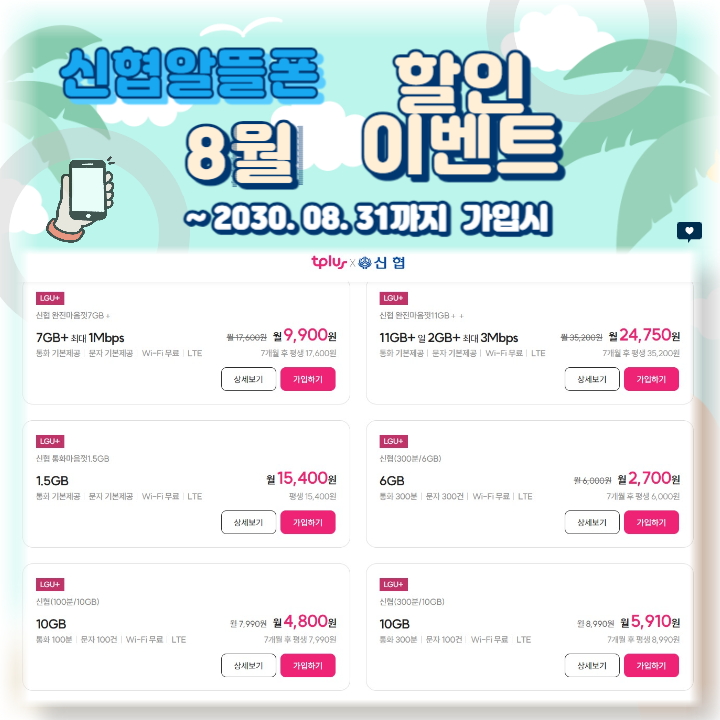 신협알뜰폰
할인
8월
이벤트
~ 2030. 08. 31까지 가입시
tplus x 신협
LGU+
신협 완전마음껏7GB +
7GB+ 최대 1Mbps
월 17,600원 월 9,900원
통화 기본제공 | 문자 기본제공 | Wi-Fi 무료 | LTE
7개월 후 평생 17,600원
상세보기 가입하기
LGU+
신협 완전마음껏11GB + +
11GB+ 일 2GB+ 최대 3Mbps
월 35,200원 월 24,750원
통화 기본제공 | 문자 기본제공 | Wi-Fi 무료 | LTE
7개월 후 평생 35,200원
상세보기 가입하기
LGU+
신협 통화마음껏1.5GB
1.5GB
월 15,400원
통화 기본제공 | 문자 기본제공 | Wi-Fi 무료 | LTE
평생 15,400원
상세보기 가입하기
LGU+
신협(300분/6GB)
6GB
월 6,000원 월 2,700원
통화 300분 | 문자 300건 | Wi-Fi 무료 | LTE
7개월 후 평생 6,000원
상세보기 가입하기
LGU+
신협(100분/10GB)
10GB
월 7,990원 월 4,800원
통화 100분 | 문자 100건 | Wi-Fi 무료 | LTE
7개월 후 평생 7,990원
상세보기 가입하기
LGU+
신협(300분/10GB)
10GB
월 8,990원 월 5,910원
통화 300분 | 문자 100건 | Wi-Fi 무료 | LTE
7개월 후 평생 8,990원
상세보기 가입하기